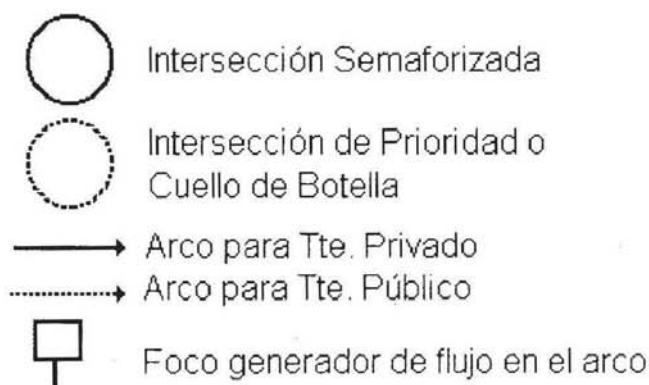 Intersección Semaforizada
Intersección de Prioridad o
Cuello de Botella
Arco para Tte. Privado
Arco para Tte. Público
Foco generador de flujo en el arco